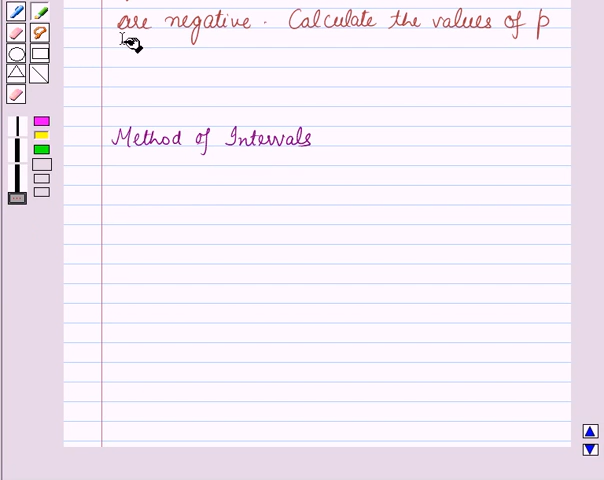 are negative. Calculate the values of p
Method of Intervals